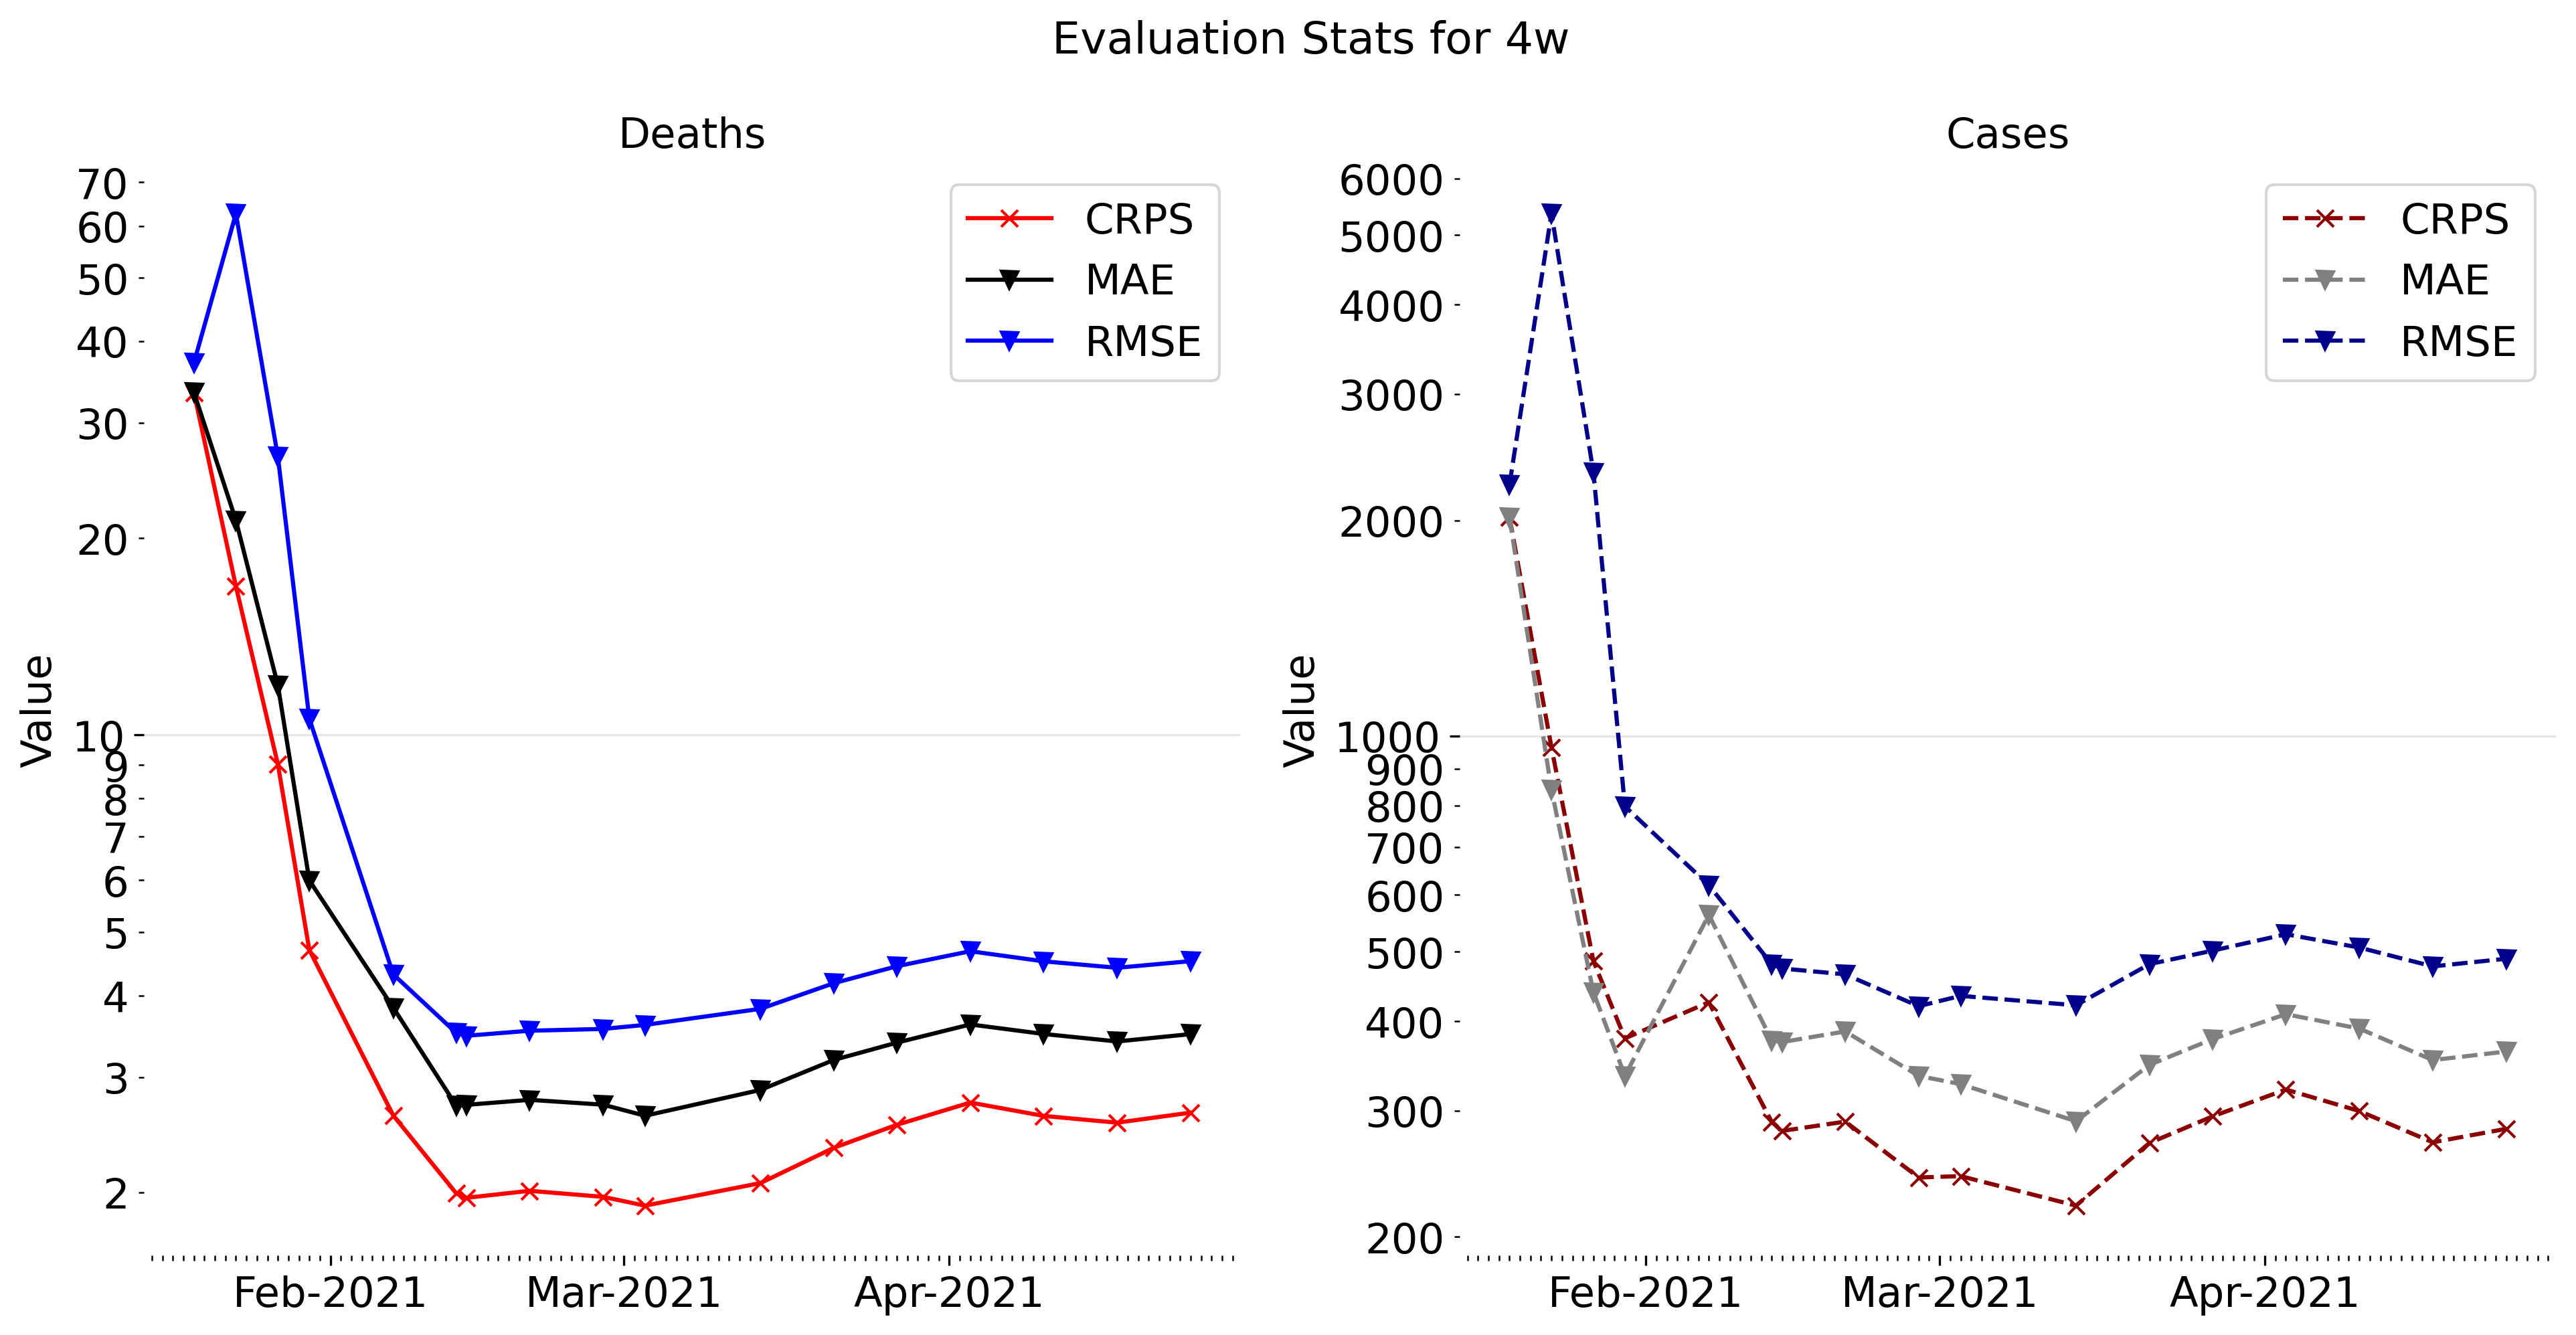 Evaluation Stats for 4w
Deaths
70
60
50
40
30
20
10
9
8
7
6
5
4
3
2
Value
CRPS
MAE
RMSE
Feb-2021
Mar-2021
Apr-2021
Cases
6000
5000
4000
3000
2000
1000
900
800
700
600
500
400
300
200
Value
CRPS
MAE
RMSE
Feb-2021
Mar-2021
Apr-2021